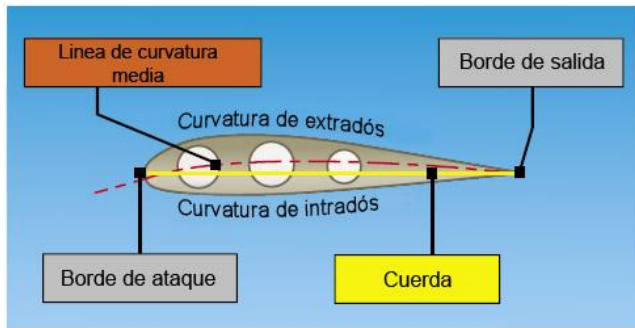 Linea de curvatura
media
Borde de salida
Curvatura de extradós
Curvatura de intradós
Borde de ataque
Cuerda